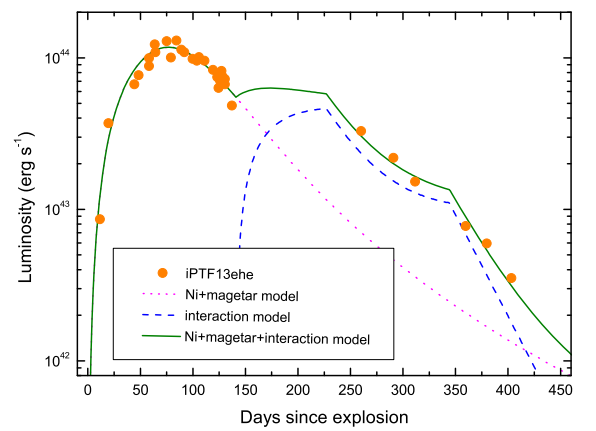 10^44
10^43
10^42
Luminosity (erg s^-1)
iPTF13ehe
Ni+magetar model
interaction model
Ni+magetar+interaction model
0 50 100 150 200 250 300 350 400 450
Days since explosion